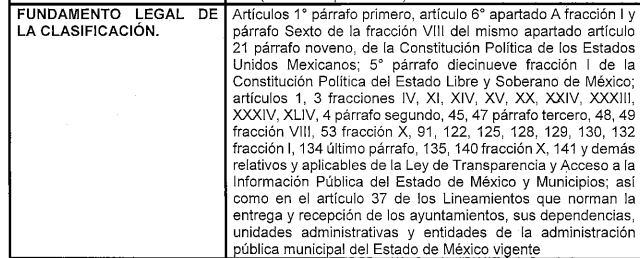 FUNDAMENTO LEGAL DE
LA CLASIFICACIÓN.
Artículos 1° párrafo primero, artículo 6° apartado A fracción I y
párrafo Sexto de la fracción VIII del mismo apartado artículo
21 párrafo noveno, de la Constitución Política de los Estados
Unidos Mexicanos; 5° párrafo diecinueve fracción I de la
Constitución Política del Estado Libre y Soberano de México;
artículos 1, 3 fracciones IV, XI, XIV, XV, XX, XXIV, XXXIII,
XXXIV, XLIV, 4 párrafo segundo, 45, 47 párrafo tercero, 48, 49
fracción VIII, 53 fracción X, 91, 122, 125, 128, 129, 130, 132
fracción I, 134 último párrafo, 135, 140 fracción X, 141 y demás
relativos y aplicables de la Ley de Transparencia y Acceso a la
Información Pública del Estado de México y Municipios; así
como en el artículo 37 de los Lineamientos que norman la
entrega y recepción de los ayuntamientos, sus dependencias,
unidades administrativas y entidades de la administración
pública municipal del Estado de México vigente